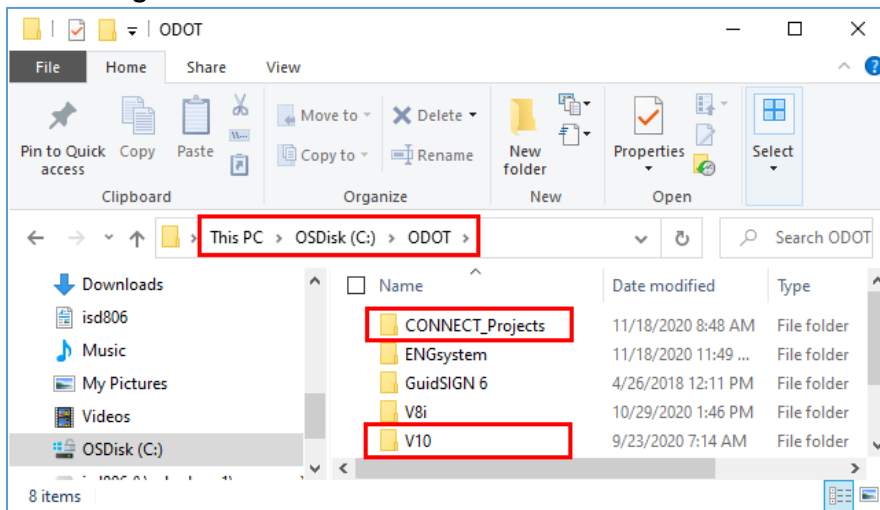 ODOT
File Home Share View
Pin to Quick access
Copy
Paste
Move to
Copy to
Delete
Rename
New folder
Properties
Select
Clipboard Organize New Open
This PC > OSDisk (C:) > ODOT >
Search ODOT
Downloads
isd806
Music
My Pictures
Videos
OSDisk (C:)
Name Date modified Type
CONNECT_Projects 11/18/2020 8:48 AM File folder
ENGsystem 11/18/2020 11:49 ... File folder
GuidSIGN 6 4/26/2018 12:11 PM File folder
V8i 10/29/2020 1:46 PM File folder
V10 9/23/2020 7:14 AM File folder
8 items